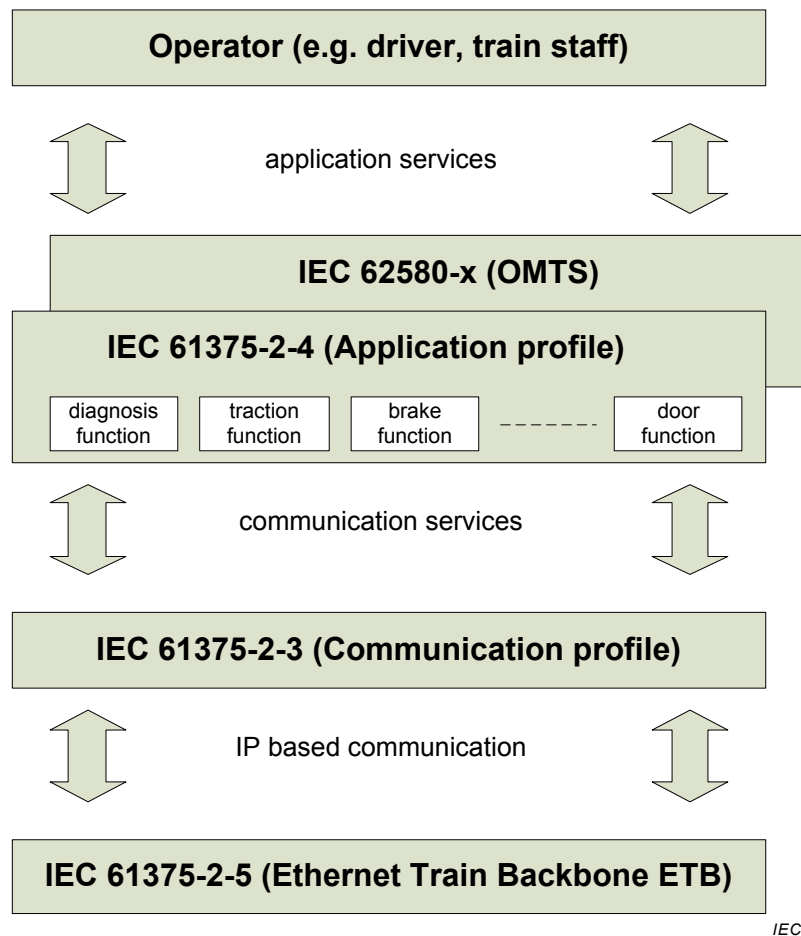 Operator (e.g. driver, train staff)
application services
IEC 62580-x (OMTS)
IEC 61375-2-4 (Application profile)
diagnosis
function
traction
function
brake
function
door
function
communication services
IEC 61375-2-3 (Communication profile)
IP based communication
IEC 61375-2-5 (Ethernet Train Backbone ETB)
IEC